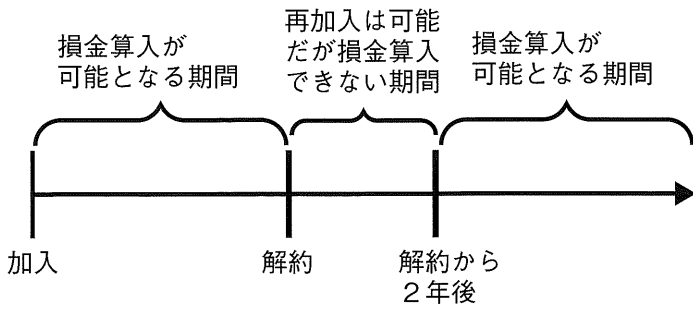 損金算入が
可能となる期間
再加入は可能
だが損金算入
できない期間
損金算入が
可能となる期間
加入
解約
解約から
２年後